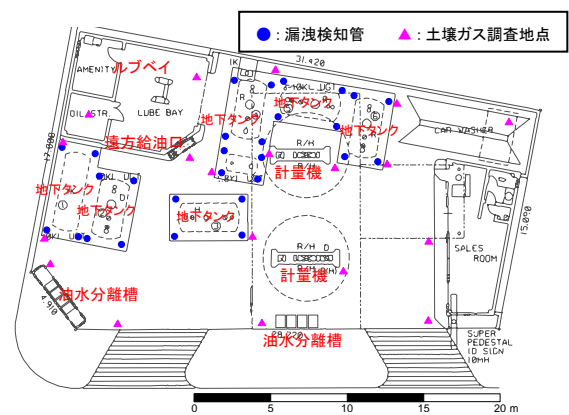 ●：漏洩検知管 ▲：土壌ガス調査地点
31.920
AMENITY
ルブベイ
LUBE BAY
OIL STR.
遠方給油口
17.000
地下タンク
地下タンク
地下タンク
地下タンク
地下タンク
地下タンク
R/H
R/H
計量機
CAR WASHER
15.090
SALES
ROOM
R/H D
計量機
油水分離槽
4.910
油水分離槽
SUPER
PEDESTAL
ID SIGN
10MH
0 5 10 15 20 m